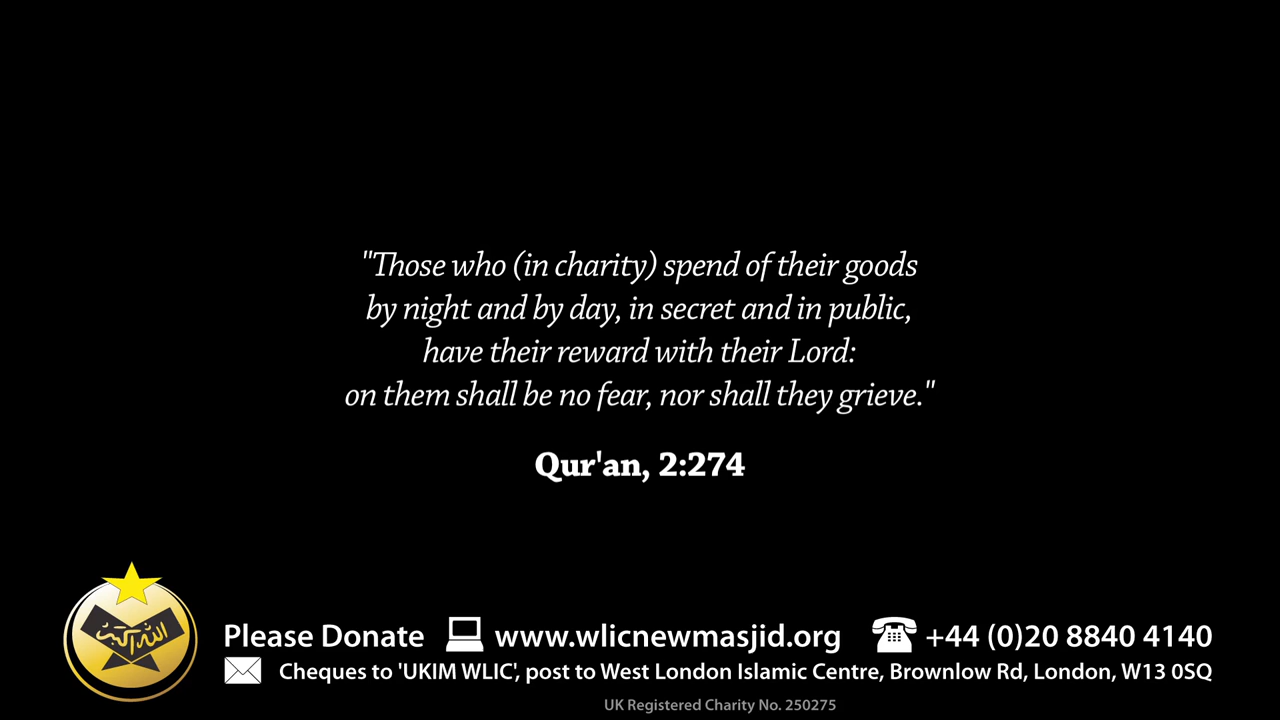 "Those who (in charity) spend of their goods
by night and by day, in secret and in public,
have their reward with their Lord:
on them shall be no fear, nor shall they grieve."
Qur'an, 2:274
الله اكبر
Please Donate www.wlicnewmasjid.org +44 (0)20 8840 4140
Cheques to 'UKIM WLIC', post to West London Islamic Centre, Brownlow Rd, London, W13 0SQ
UK Registered Charity No. 250275